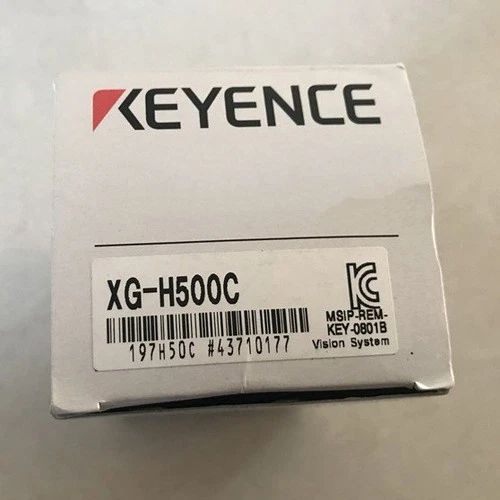 KEYENCE
XG-H500C
197H50C #43710177
MSIP-REM-
KEY-0801B
Vision System